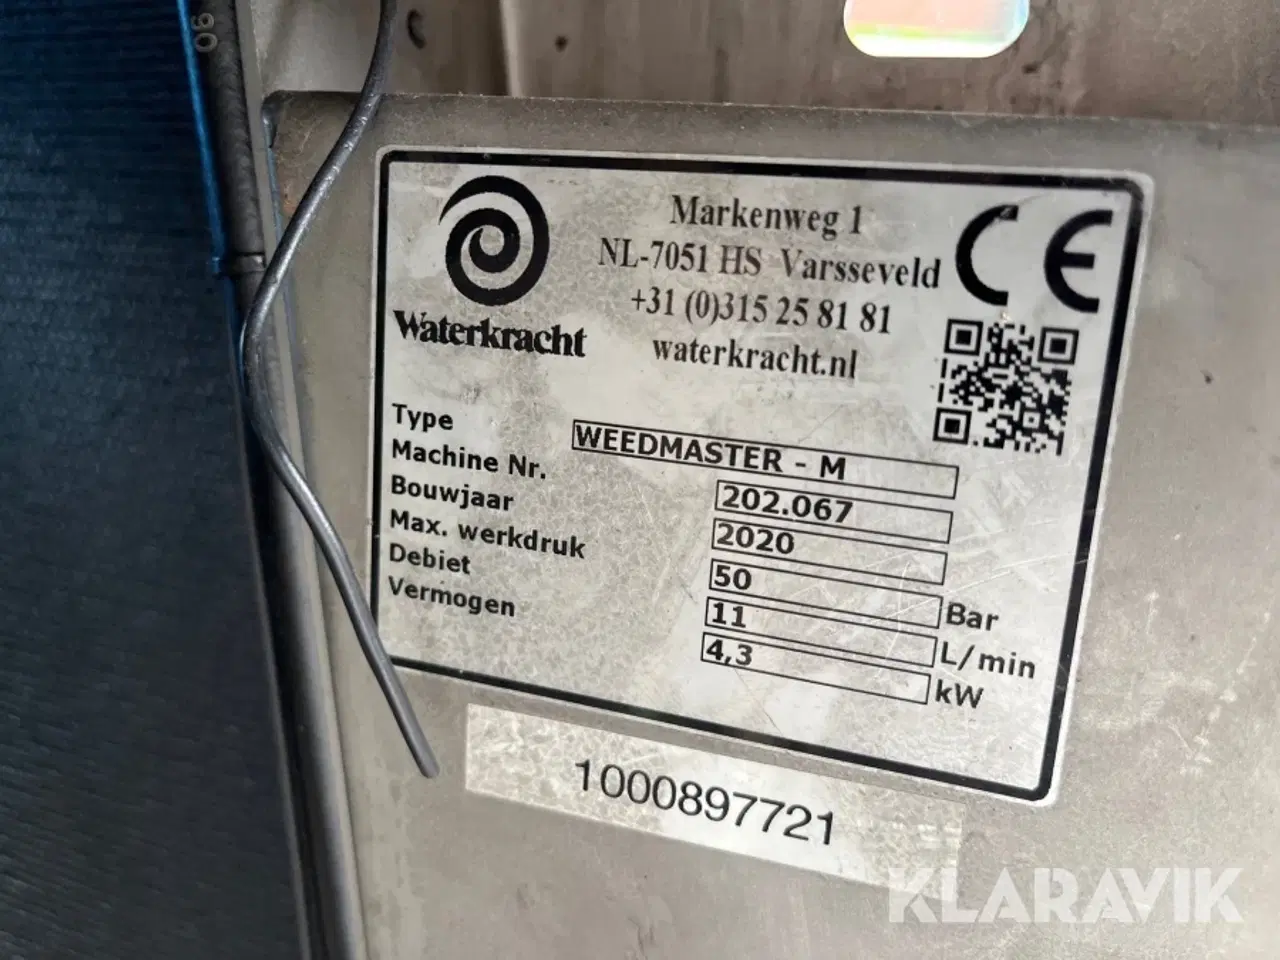 90
Waterkracht
Markenweg 1
NL-7051 HS Varsseveld
+31 (0)315 25 81 81
waterkracht.nl
CE
Type WEEDMASTER - M
Machine Nr. 202.067
Bouwjaar 2020
Max. werkdruk 50 Bar
Debiet 11 L/min
Vermogen 4,3 kW
1000897721
KLARAVIK